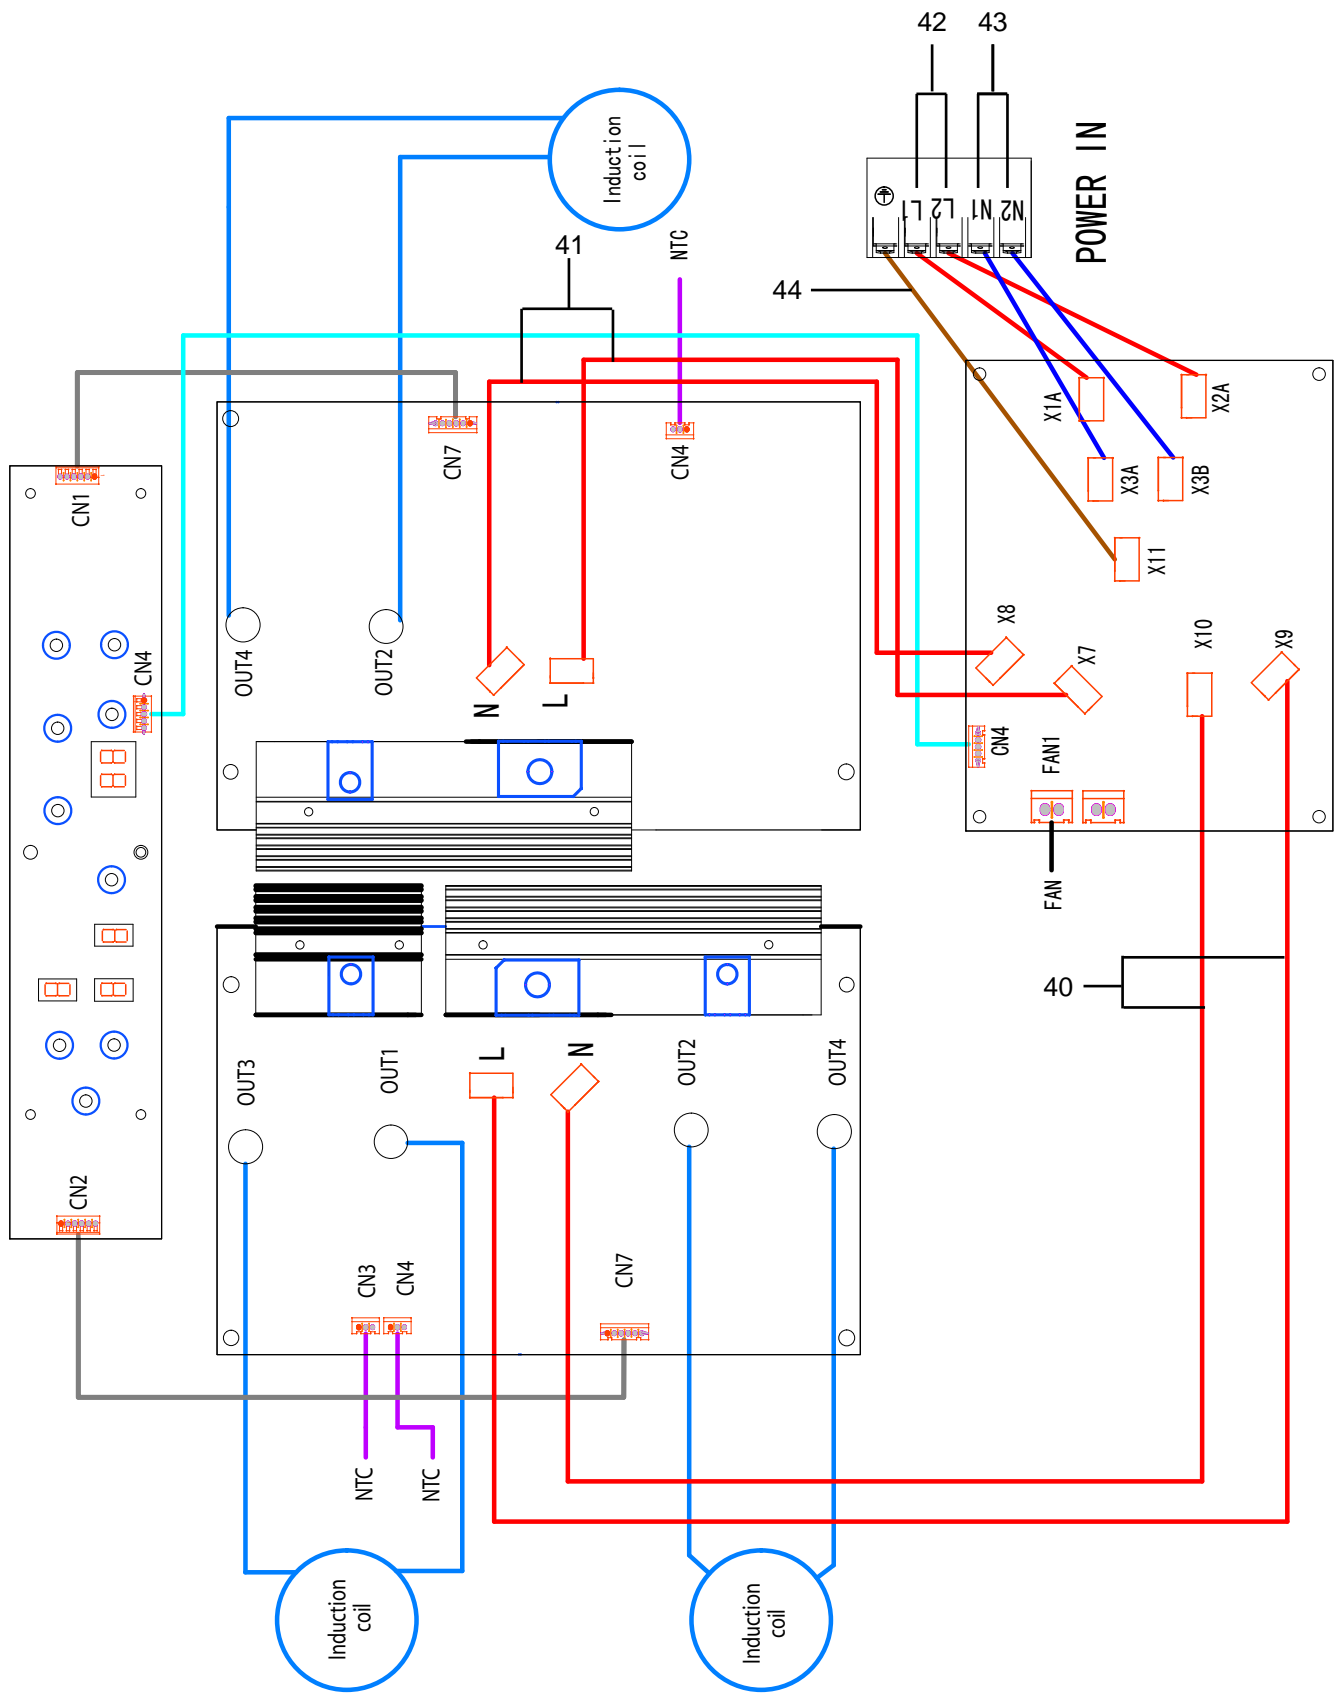 42
43
Induction
coil
POWER IN
L1
L2
N1
N2
41
NTC
44
CN7
CN4
X1A
X2A
X3A
X3B
X11
CN1
CN4
OUT4
OUT2
N
L
X8
X7
X10
X9
CN4
FAN1
FAN
40
OUT3
OUT1
L
N
OUT2
OUT4
CN2
CN3
CN4
CN7
NTC
NTC
Induction
coil
Induction
coil